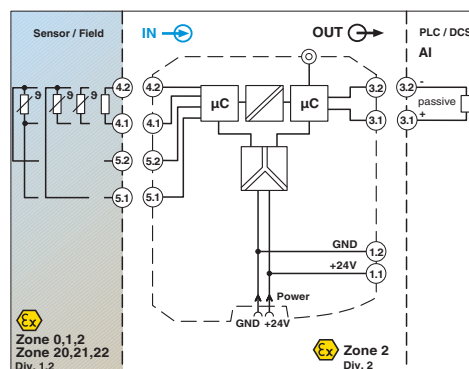 Sensor / Field
IN
OUT
PLC / DCS
AI
ϑ ϑ ϑ
4.2
4.2
µC
µC
3.2
3.2
-
passive
+
4.1
4.1
3.1
3.1
5.2
5.2
5.1
5.1
GND
1.2
+24V
1.1
Power
GND +24V
Ex
Zone 0,1,2
Zone 20,21,22
Div. 1,2
Ex
Zone 2
Div. 2